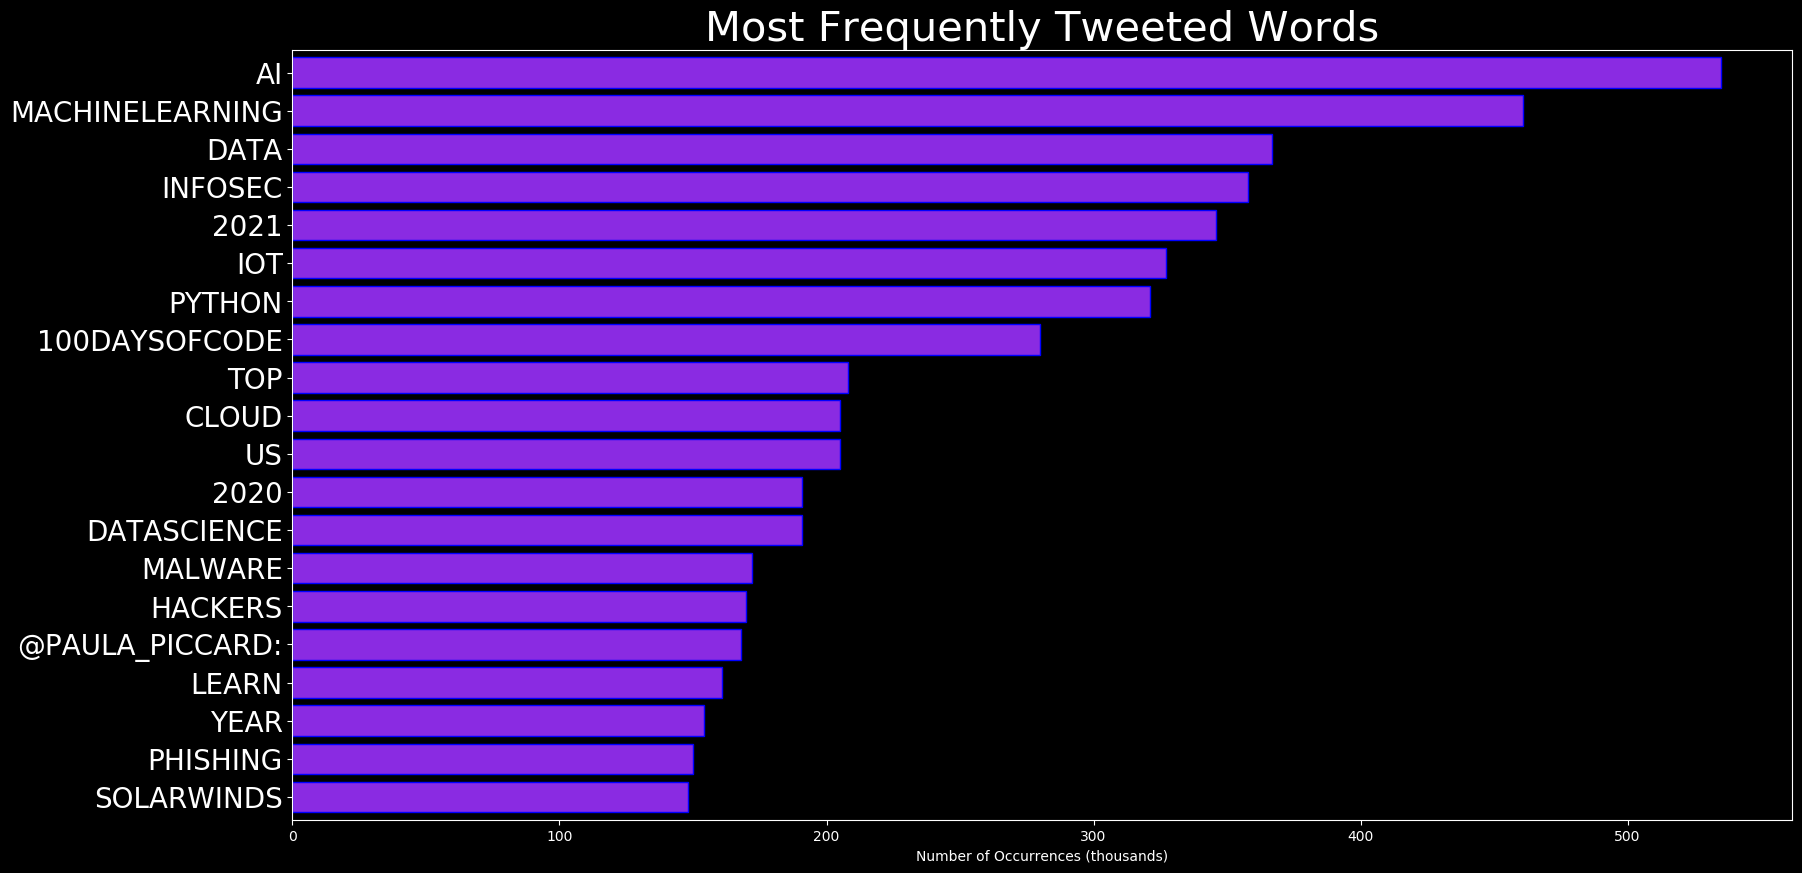 Most Frequently Tweeted Words
AI
MACHINELEARNING
DATA
INFOSEC
2021
IOT
PYTHON
100DAYSOFCODE
TOP
CLOUD
US
2020
DATASCIENCE
MALWARE
HACKERS
@PAULA_PICCARD:
LEARN
YEAR
PHISHING
SOLARWINDS
0 100 200 300 400 500
Number of Occurrences (thousands)